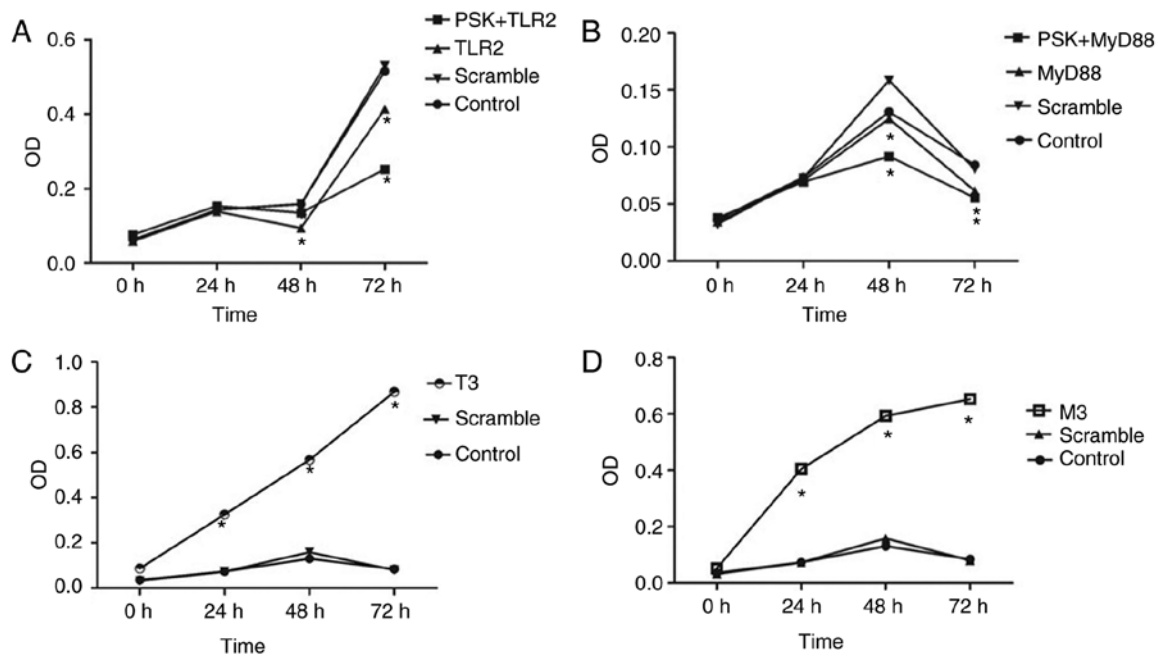 A
PSK+TLR2
TLR2
Scramble
Control
0.6
0.4
0.2
0.0
OD
*
*
*
0 h 24 h 48 h 72 h
Time
B
PSK+MyD88
MyD88
Scramble
Control
0.20
0.15
0.10
0.05
0.00
OD
*
*
*
*
0 h 24 h 48 h 72 h
Time
C
T3
Scramble
Control
1.0
0.8
0.6
0.4
0.2
0.0
OD
*
*
*
0 h 24 h 48 h 72 h
Time
D
M3
Scramble
Control
0.8
0.6
0.4
0.2
0.0
OD
*
*
*
0 h 24 h 48 h 72 h
Time